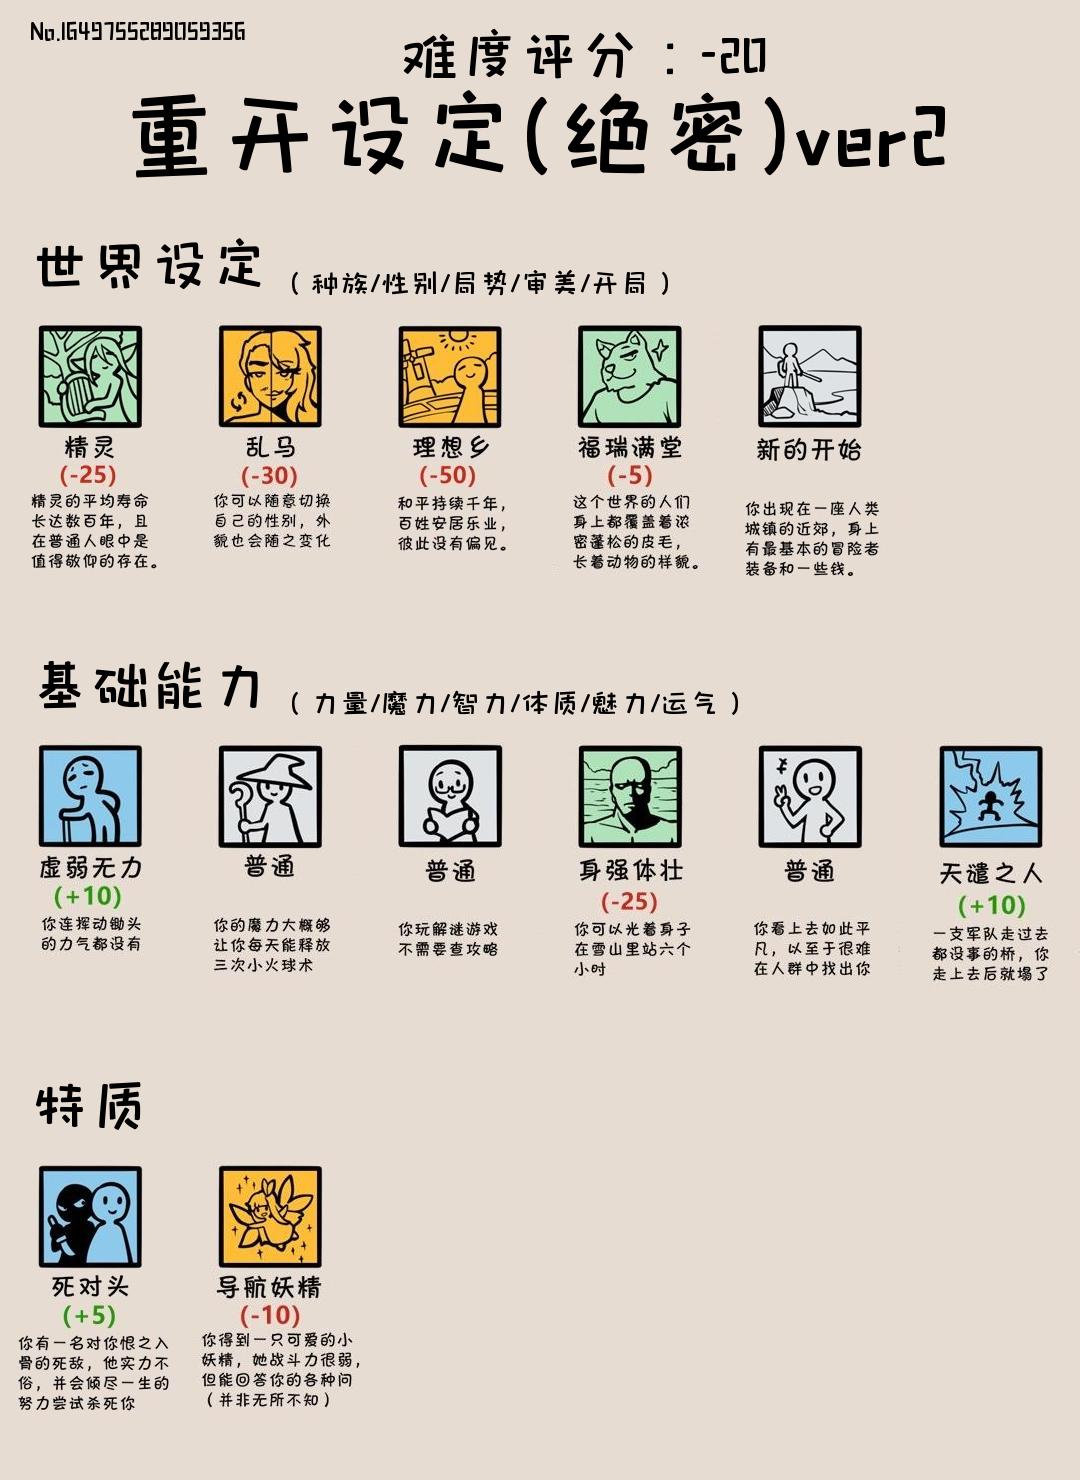 No.1649755289059356
难度评分：-20
重开设定(绝密)ver2
世界设定（种族/性别/局势/审美/开局）
精灵
(-25)
精灵的平均寿命
长达数百年，且
在普通人眼中是
值得敬仰的存在。
乱马
(-30)
你可以随意切换
自己的性别，外
貌也会随之变化
理想乡
(-50)
和平持续千年，
百姓安居乐业，
彼此没有偏见。
福瑞满堂
(-5)
这个世界的人们
身上都覆盖着浓
密蓬松的皮毛，
长着动物的样貌。
新的开始
你出现在一座人类
城镇的近郊，身上
有最基本的冒险者
装备和一些钱。
基础能力（力量/魔力/智力/体质/魅力/运气）
虚弱无力
(+10)
你连挥动锄头
的力气都没有
普通
你的魔力大概够
让你每天能释放
三次小火球术
普通
你玩解谜游戏
不需要查攻略
身强体壮
(-25)
你可以光着身子
在雪山里站六个
小时
普通
你看上去如此平
凡，以至于很难
在人群中找出你
天谴之人
(+10)
一支军队走过去
都没事的桥，你
走上去后就塌了
特质
死对头
(+5)
你有一名对你恨之入
骨的死敌，他实力不
俗，并会倾尽一生的
努力尝试杀死你
导航妖精
(-10)
你得到一只可爱的小
妖精，她战斗力很弱，
但能回答你的各种问
（并非无所不知）